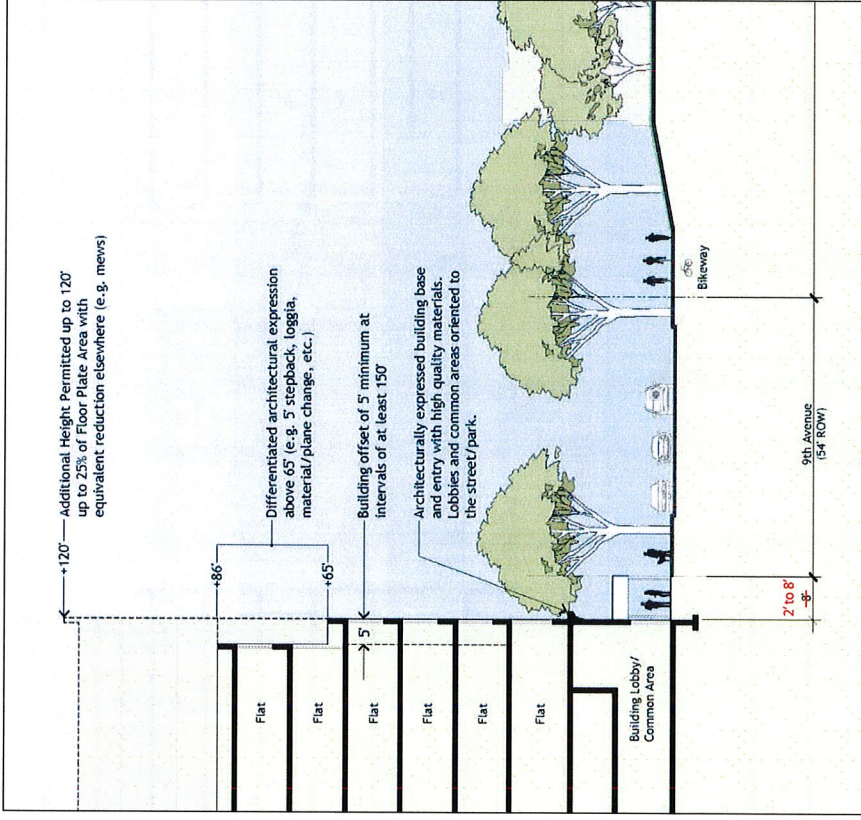 +120'
Additional Height Permitted up to 120'
up to 25% of Floor Plate Area with
equivalent reduction elsewhere (e.g. mews)
+86'
Differentiated architectural expression
above 65' (e.g. 5' stepback, loggia,
material/plane change, etc.)
+65'
Building offset of 5' minimum at
intervals of at least 150'
5'
Architecturally expressed building base
and entry with high quality materials.
Lobbies and common areas oriented to
the street/park.
Flat
Flat
Flat
Flat
Flat
Flat
Building Lobby/
Common Area
Bikeway
2' to 8'
8'
9th Avenue
(54' ROW)